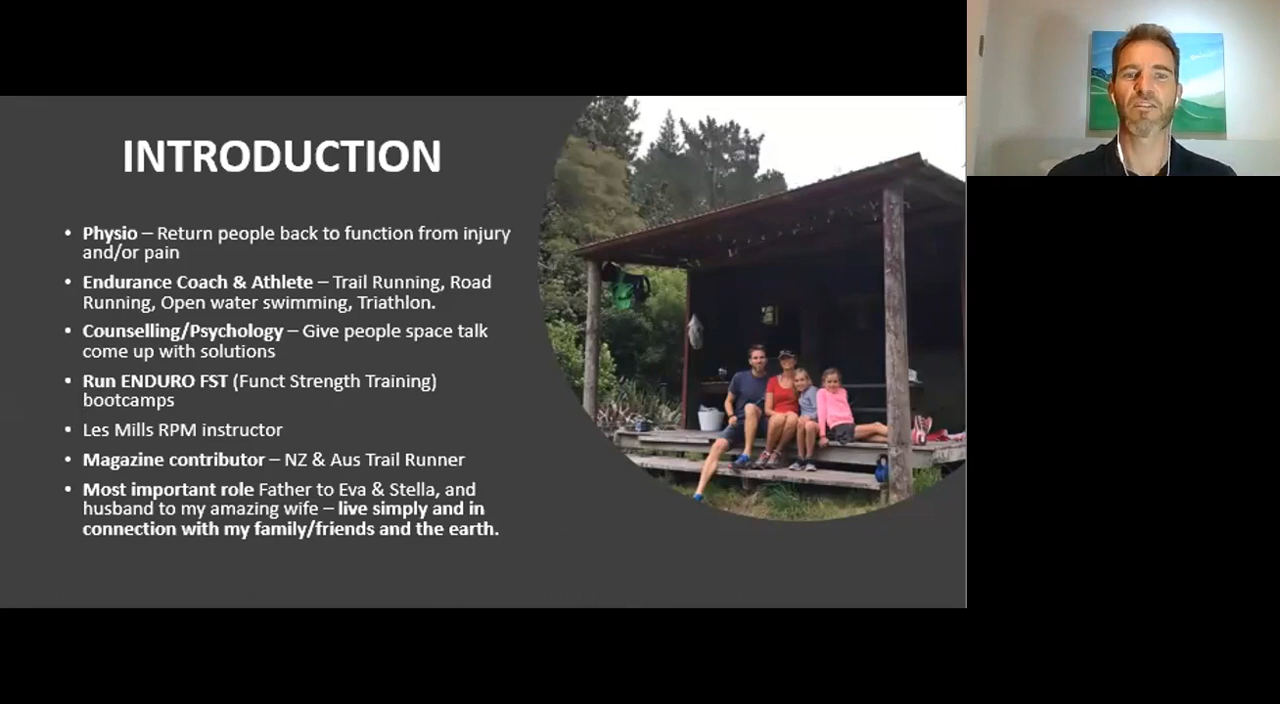 INTRODUCTION
• Physio – Return people back to function from injury
and/or pain
• Endurance Coach & Athlete – Trail Running, Road
Running, Open water swimming, Triathlon.
• Counselling/Psychology – Give people space talk
come up with solutions
• Run ENDURO FST (Funct Strength Training)
bootcamps
• Les Mills RPM instructor
• Magazine contributor – NZ & Aus Trail Runner
• Most important role Father to Eva & Stella, and
husband to my amazing wife – live simply and in
connection with my family/friends and the earth.